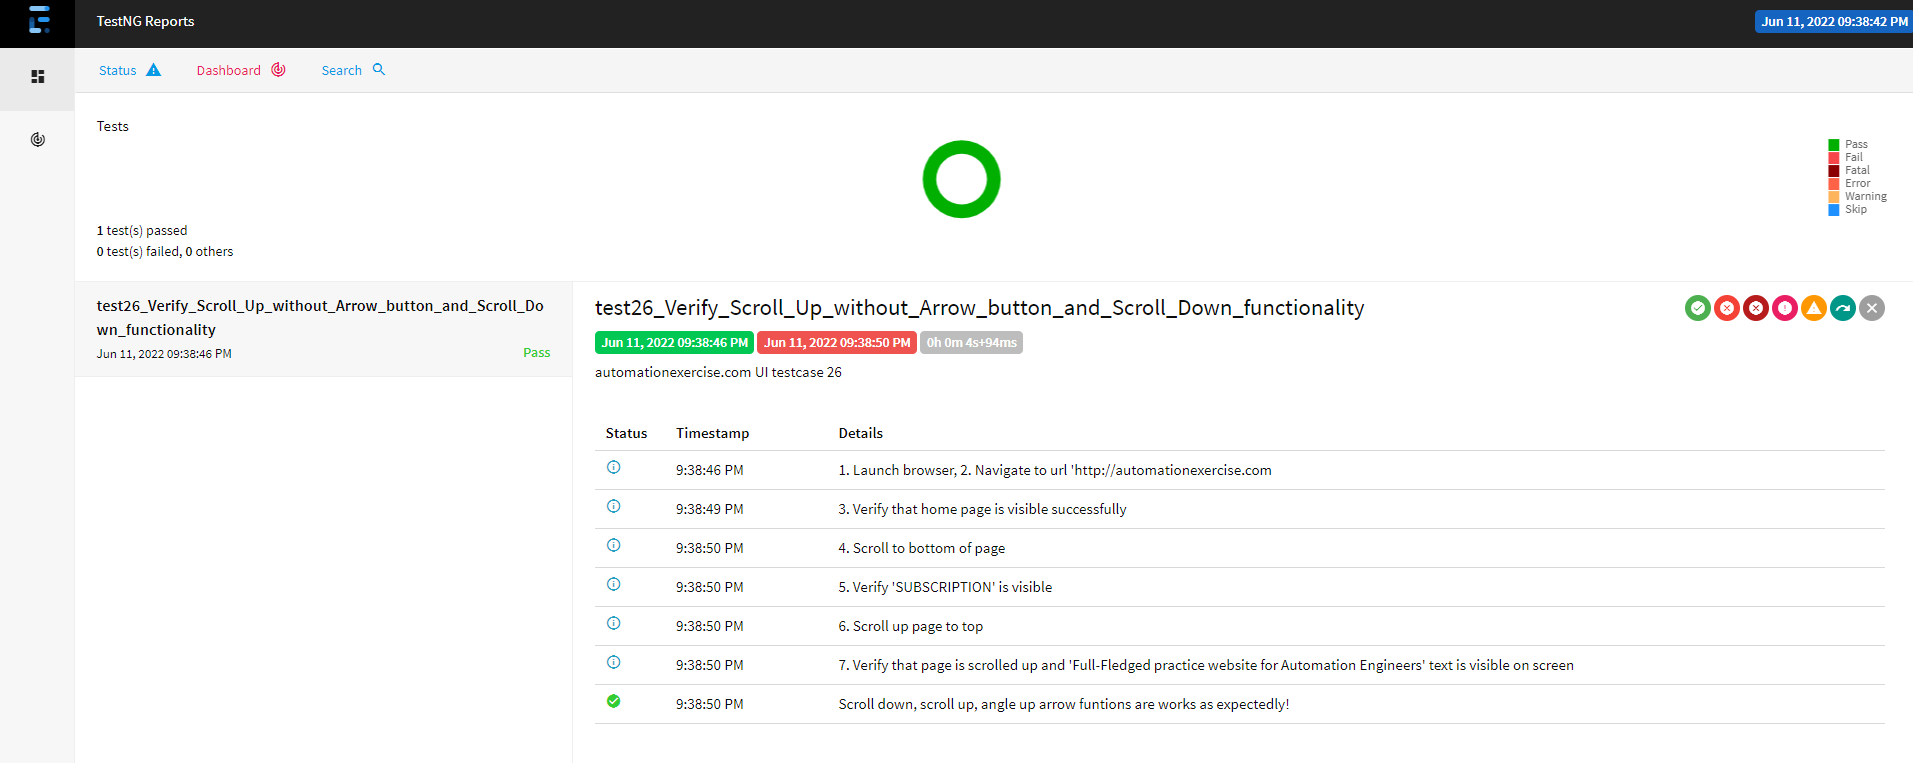 TestNG Reports
Jun 11, 2022 09:38:42 PM
Status
Dashboard
Search
Tests
Pass
Fail
Fatal
Error
Warning
Skip
1 test(s) passed
0 test(s) failed, 0 others
test26_Verify_Scroll_Up_without_Arrow_button_and_Scroll_Do
wn_functionality
Jun 11, 2022 09:38:46 PM
Pass
test26_Verify_Scroll_Up_without_Arrow_button_and_Scroll_Down_functionality
Jun 11, 2022 09:38:46 PM Jun 11, 2022 09:38:50 PM 0h 0m 4s+94ms
automationexercise.com UI testcase 26
Status Timestamp Details
9:38:46 PM 1. Launch browser, 2. Navigate to url 'http://automationexercise.com
9:38:49 PM 3. Verify that home page is visible successfully
9:38:50 PM 4. Scroll to bottom of page
9:38:50 PM 5. Verify 'SUBSCRIPTION' is visible
9:38:50 PM 6. Scroll up page to top
9:38:50 PM 7. Verify that page is scrolled up and 'Full-Fledged practice website for Automation Engineers' text is visible on screen
9:38:50 PM Scroll down, scroll up, angle up arrow funtions are works as expectedly!